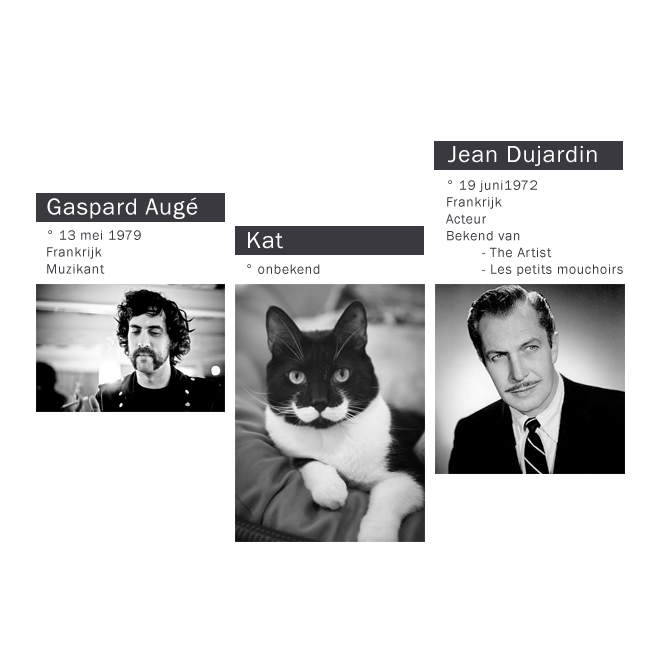 Gaspard Augé
° 13 mei 1979
Frankrijk
Muzikant
Kat
° onbekend
Jean Dujardin
° 19 juni1972
Frankrijk
Acteur
Bekend van
- The Artist
- Les petits mouchoirs